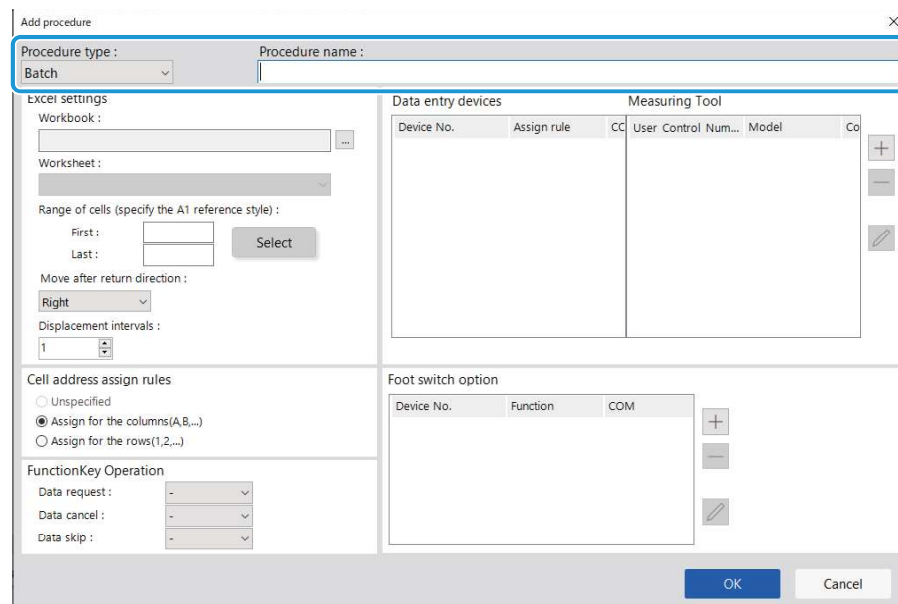 Add procedure
Procedure type :
Procedure name :
Batch
Excel settings
Workbook :
...
Worksheet :
Range of cells (specify the A1 reference style) :
First :
Last :
Select
Move after return direction :
Right
Displacement intervals :
1
Data entry devices
Measuring Tool
Device No. Assign rule CC User Control Num... Model Co
Cell address assign rules
Unspecified
Assign for the columns(A,B,...)
Assign for the rows(1,2,...)
FunctionKey Operation
Data request : -
Data cancel : -
Data skip : -
Foot switch option
Device No. Function COM
OK Cancel